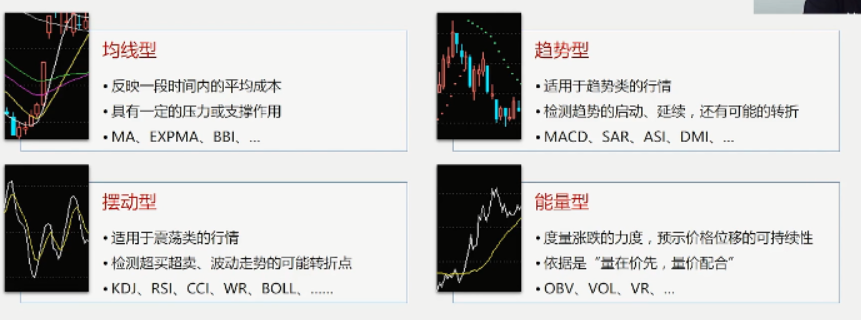 均线型
• 反映一段时间内的平均成本
• 具有一定的压力或支撑作用
• MA、EXPMA、BBI、...
趋势型
• 适用于趋势类的行情
• 检测趋势的启动、延续，还有可能的转折
• MACD、SAR、ASI、DMI、...
摆动型
• 适用于震荡类的行情
• 检测超买超卖、波动走势的可能转折点
• KDJ、RSI、CCI、WR、BOLL、......
能量型
• 度量涨跌的力度，预示价格位移的可持续性
• 依据是“量在价先，量价配合”
• OBV、VOL、VR、...